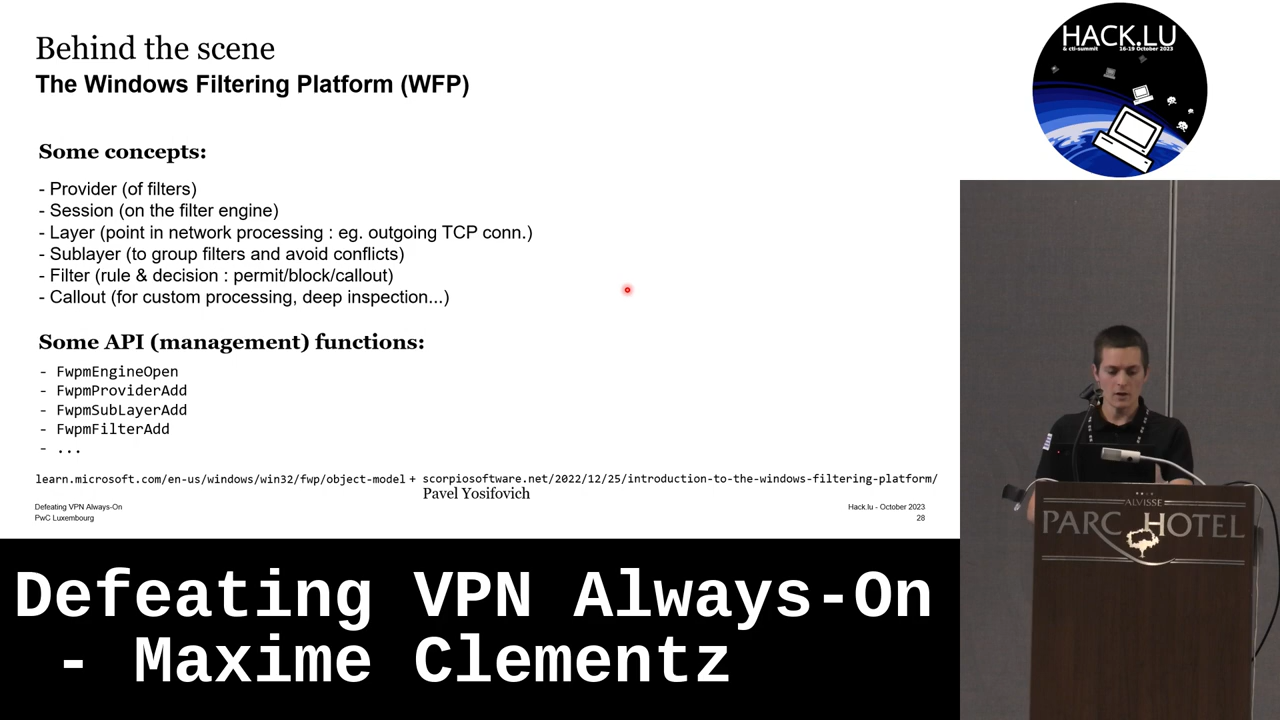 Behind the scene
The Windows Filtering Platform (WFP)
Some concepts:
- Provider (of filters)
- Session (on the filter engine)
- Layer (point in network processing : eg. outgoing TCP conn.)
- Sublayer (to group filters and avoid conflicts)
- Filter (rule & decision : permit/block/callout)
- Callout (for custom processing, deep inspection...)
Some API (management) functions:
- FwpmEngineOpen
- FwpmProviderAdd
- FwpmSubLayerAdd
- FwpmFilterAdd
- ...
learn.microsoft.com/en-us/windows/win32/fwp/object-model + scorpiosoftware.net/2022/12/25/introduction-to-the-windows-filtering-platform/
Pavel Yosifovich
Defeating VPN Always-On
PwC Luxembourg
Hack.lu - October 2023
28
HACK.LU
& cti-summit 16-19 October 2023
ALVISSE
PARC HOTEL
Defeating VPN Always-On
- Maxime Clementz